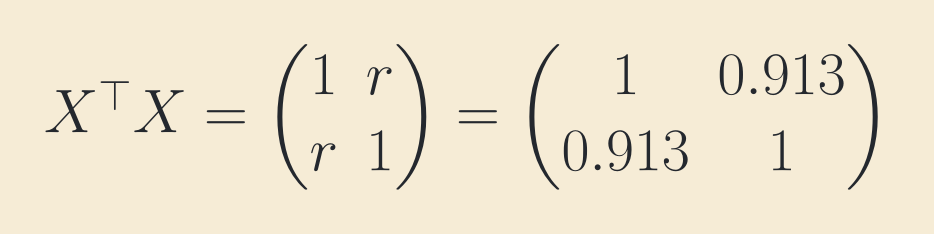 X⊤X = (1 r; r 1) = (1 0.913; 0.913 1)